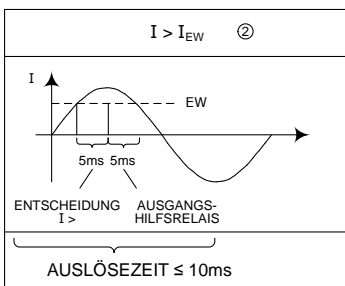 I > I_EW ②
I
EW
5ms 5ms
ENTSCHEIDUNG AUSGANGS-
I > HILFSRELAIS
AUSLÖSEZEIT ≤ 10ms